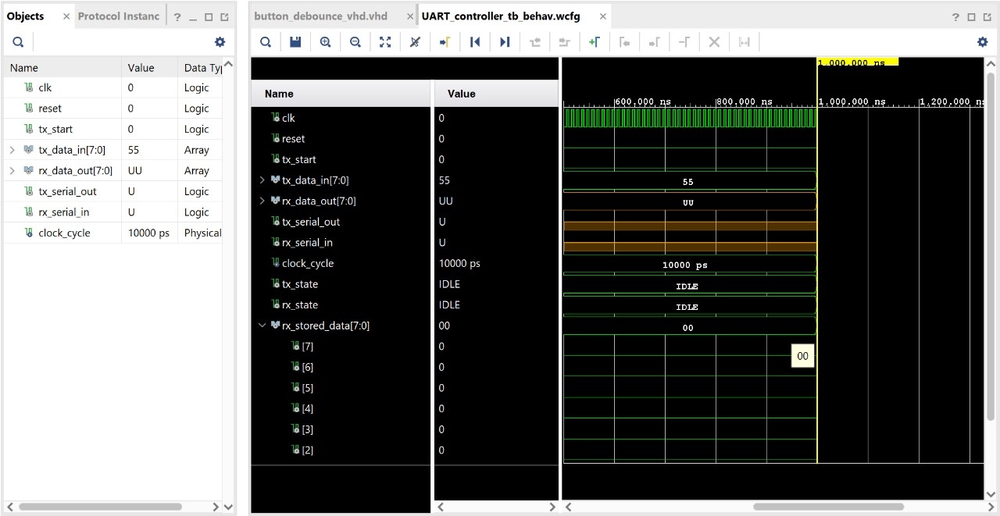 Objects × Protocol Instanc ?
Name Value Data Ty
clk 0 Logic
reset 0 Logic
tx_start 0 Logic
tx_data_in[7:0] 55 Array
rx_data_out[7:0] UU Array
tx_serial_out U Logic
rx_serial_in U Logic
clock_cycle 10000 ps Physical
button_debounce_vhd.vhd × UART_controller_tb_behav.wcfg × ?
1,000.000 ns
600.000 ns 800.000 ns 1,000.000 ns 1,200.000 ns
Name Value
clk 0
reset 0
tx_start 0
tx_data_in[7:0] 55 55
rx_data_out[7:0] UU UU
tx_serial_out U
rx_serial_in U
clock_cycle 10000 ps 10000 ps
tx_state IDLE IDLE
rx_state IDLE IDLE
rx_stored_data[7:0] 00 00
[7] 0 00
[6] 0
[5] 0
[4] 0
[3] 0
[2] 0